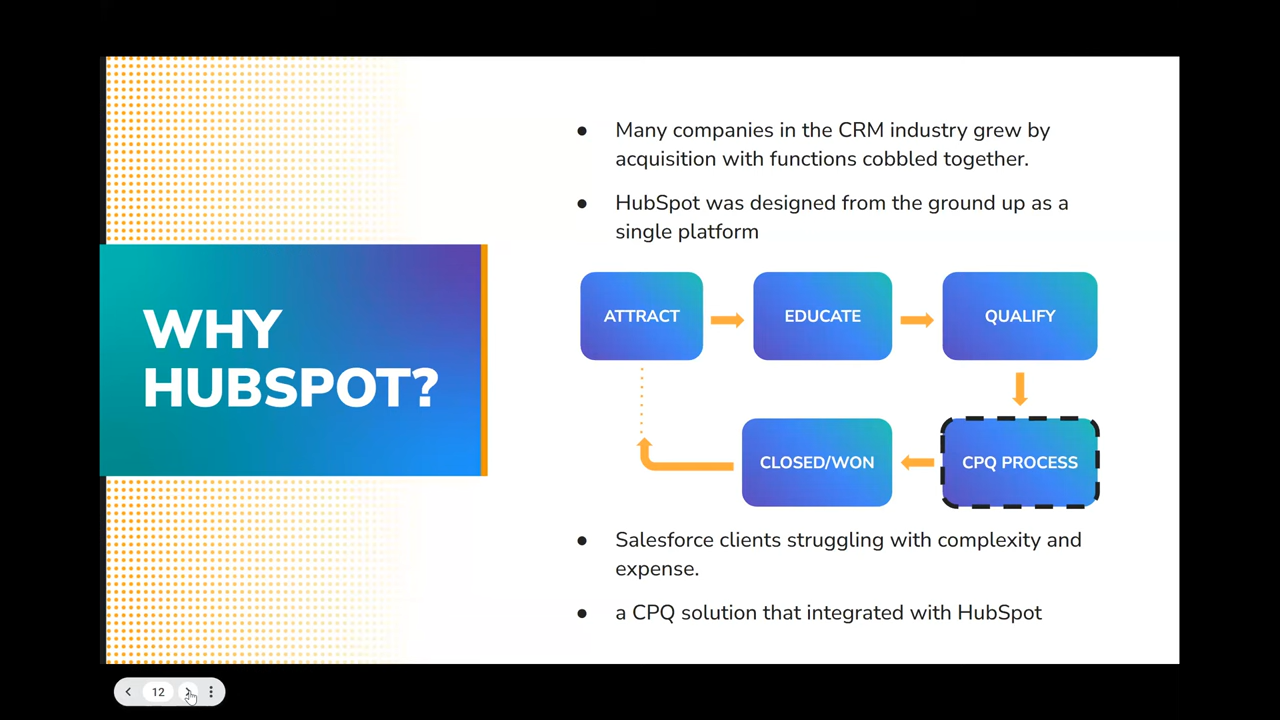 WHY
HUBSPOT?
● Many companies in the CRM industry grew by
acquisition with functions cobbled together.
● HubSpot was designed from the ground up as a
single platform
ATTRACT
EDUCATE
QUALIFY
CPQ PROCESS
CLOSED/WON
● Salesforce clients struggling with complexity and
expense.
● a CPQ solution that integrated with HubSpot
12